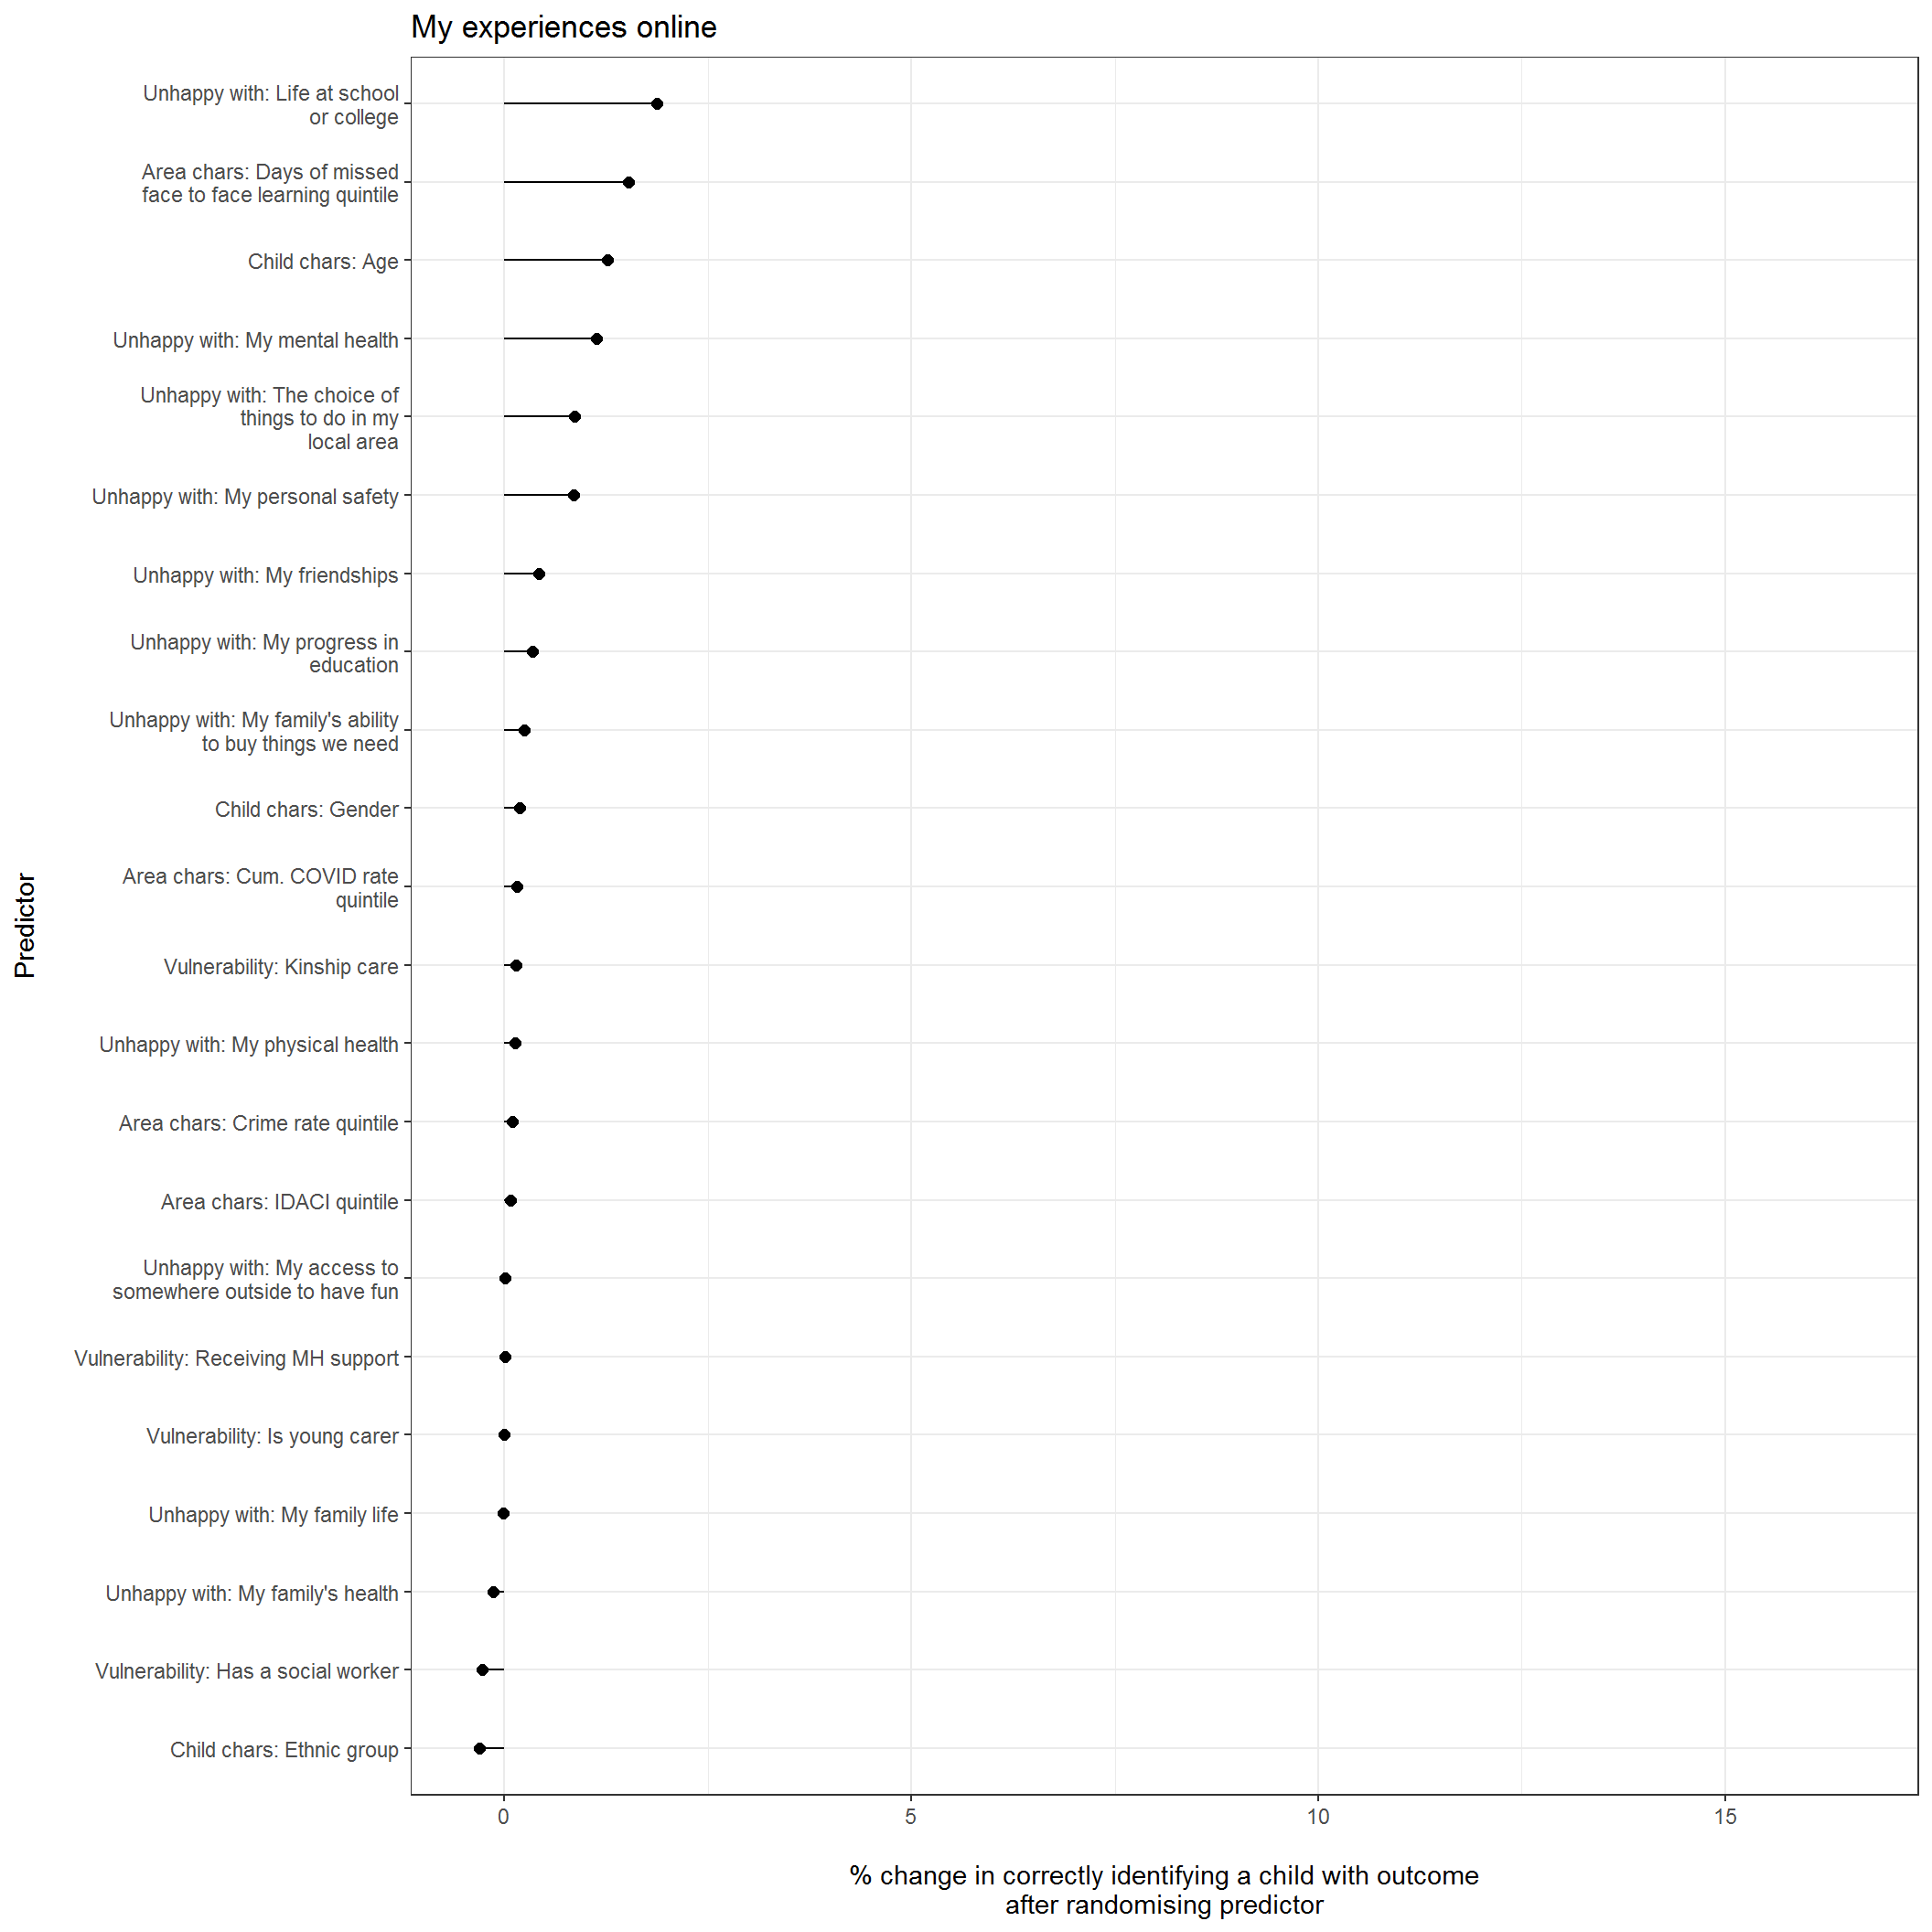 My experiences online
Unhappy with: Life at school
or college
Area chars: Days of missed
face to face learning quintile
Child chars: Age
Unhappy with: My mental health
Unhappy with: The choice of
things to do in my
local area
Unhappy with: My personal safety
Unhappy with: My friendships
Unhappy with: My progress in
education
Unhappy with: My family's ability
to buy things we need
Child chars: Gender
Area chars: Cum. COVID rate
quintile
Vulnerability: Kinship care
Unhappy with: My physical health
Area chars: Crime rate quintile
Area chars: IDACI quintile
Unhappy with: My access to
somewhere outside to have fun
Vulnerability: Receiving MH support
Vulnerability: Is young carer
Unhappy with: My family life
Unhappy with: My family's health
Vulnerability: Has a social worker
Child chars: Ethnic group
Predictor
0 5 10 15
% change in correctly identifying a child with outcome
after randomising predictor